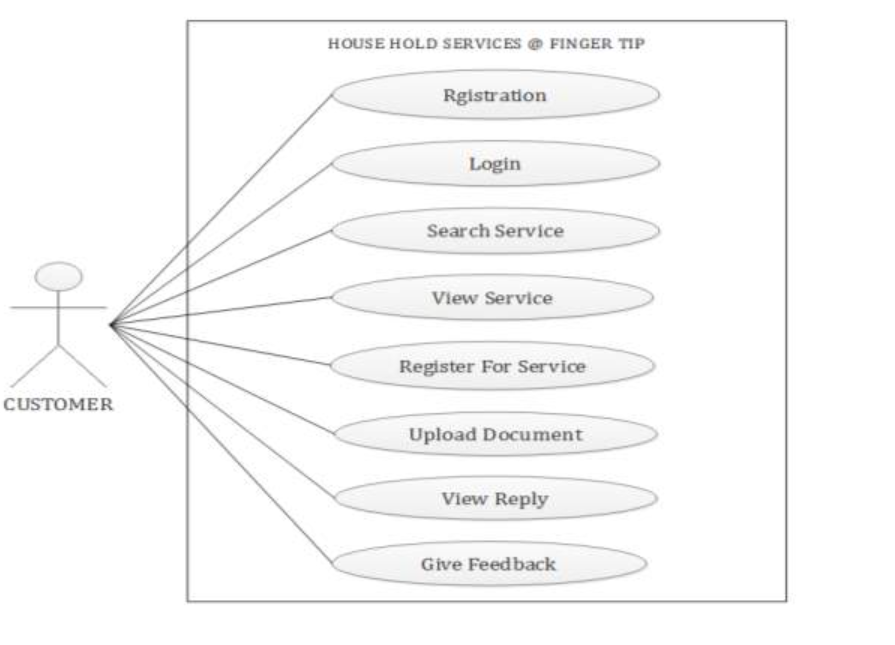 HOUSE HOLD SERVICES @ FINGER TIP
Rgistration
Login
Search Service
View Service
Register For Service
CUSTOMER
Upload Document
View Reply
Give Feedback